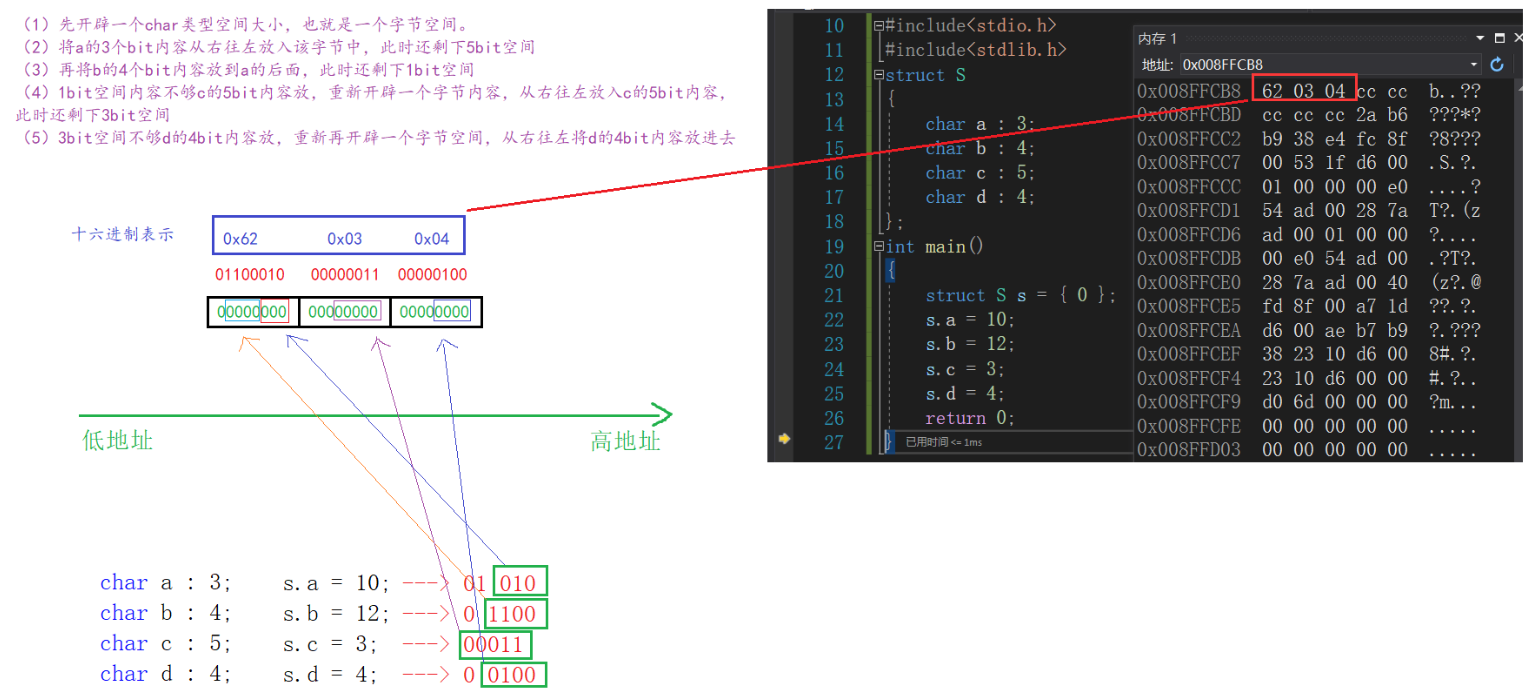 （1）先开辟一个char类型空间大小，也就是一个字节空间。
（2）将a的3个bit内容从右往左放入该字节中，此时还剩下5bit空间
（3）再将b的4个bit内容放到a的后面，此时还剩下1bit空间
（4）1bit空间内容不够c的5bit内容放，重新开辟一个字节内容，从右往左放入c的5bit内容，
此时还剩下3bit空间
（5）3bit空间不够d的4bit内容放，重新再开辟一个字节空间，从右往左将d的4bit内容放进去
十六进制表示
0x62 0x03 0x04
01100010 00000011 00000100
00000000 00000000 00000000
低地址 高地址
char a : 3; s.a = 10; ---> 01 010
char b : 4; s.b = 12; ---> 0 1100
char c : 5; s.c = 3; ---> 00011
char d : 4; s.d = 4; ---> 0 0100
10 #include<stdio.h>
11 #include<stdlib.h>
12 struct S
13 {
14 char a : 3;
15 char b : 4;
16 char c : 5;
17 char d : 4;
18 };
19 int main()
20 {
21 struct S s = { 0 };
22 s.a = 10;
23 s.b = 12;
24 s.c = 3;
25 s.d = 4;
26 return 0;
27 } 已用时间 <= 1ms
内存 1
地址: 0x008FFCB8
0x008FFCB8 62 03 04 cc cc b..??
0x008FFCBD cc cc cc 2a b6 ???*?
0x008FFCC2 b9 38 e4 fc 8f ?8???
0x008FFCC7 00 53 1f d6 00 .S.?.
0x008FFCCC 01 00 00 00 e0 ....?
0x008FFCD1 54 ad 00 28 7a T?.(z
0x008FFCD6 ad 00 01 00 00 ?....
0x008FFCDB 00 e0 54 ad 00 .?T?.
0x008FFCE0 28 7a ad 00 40 (z?.@
0x008FFCE5 fd 8f 00 a7 1d ??.?.
0x008FFCEA d6 00 ae b7 b9 ?.???
0x008FFCEF 38 23 10 d6 00 8#.?.
0x008FFCF4 23 10 d6 00 00 #.?..
0x008FFCF9 d0 6d 00 00 00 ?m...
0x008FFCFE 00 00 00 00 00 .....
0x008FFD03 00 00 00 00 00 .....